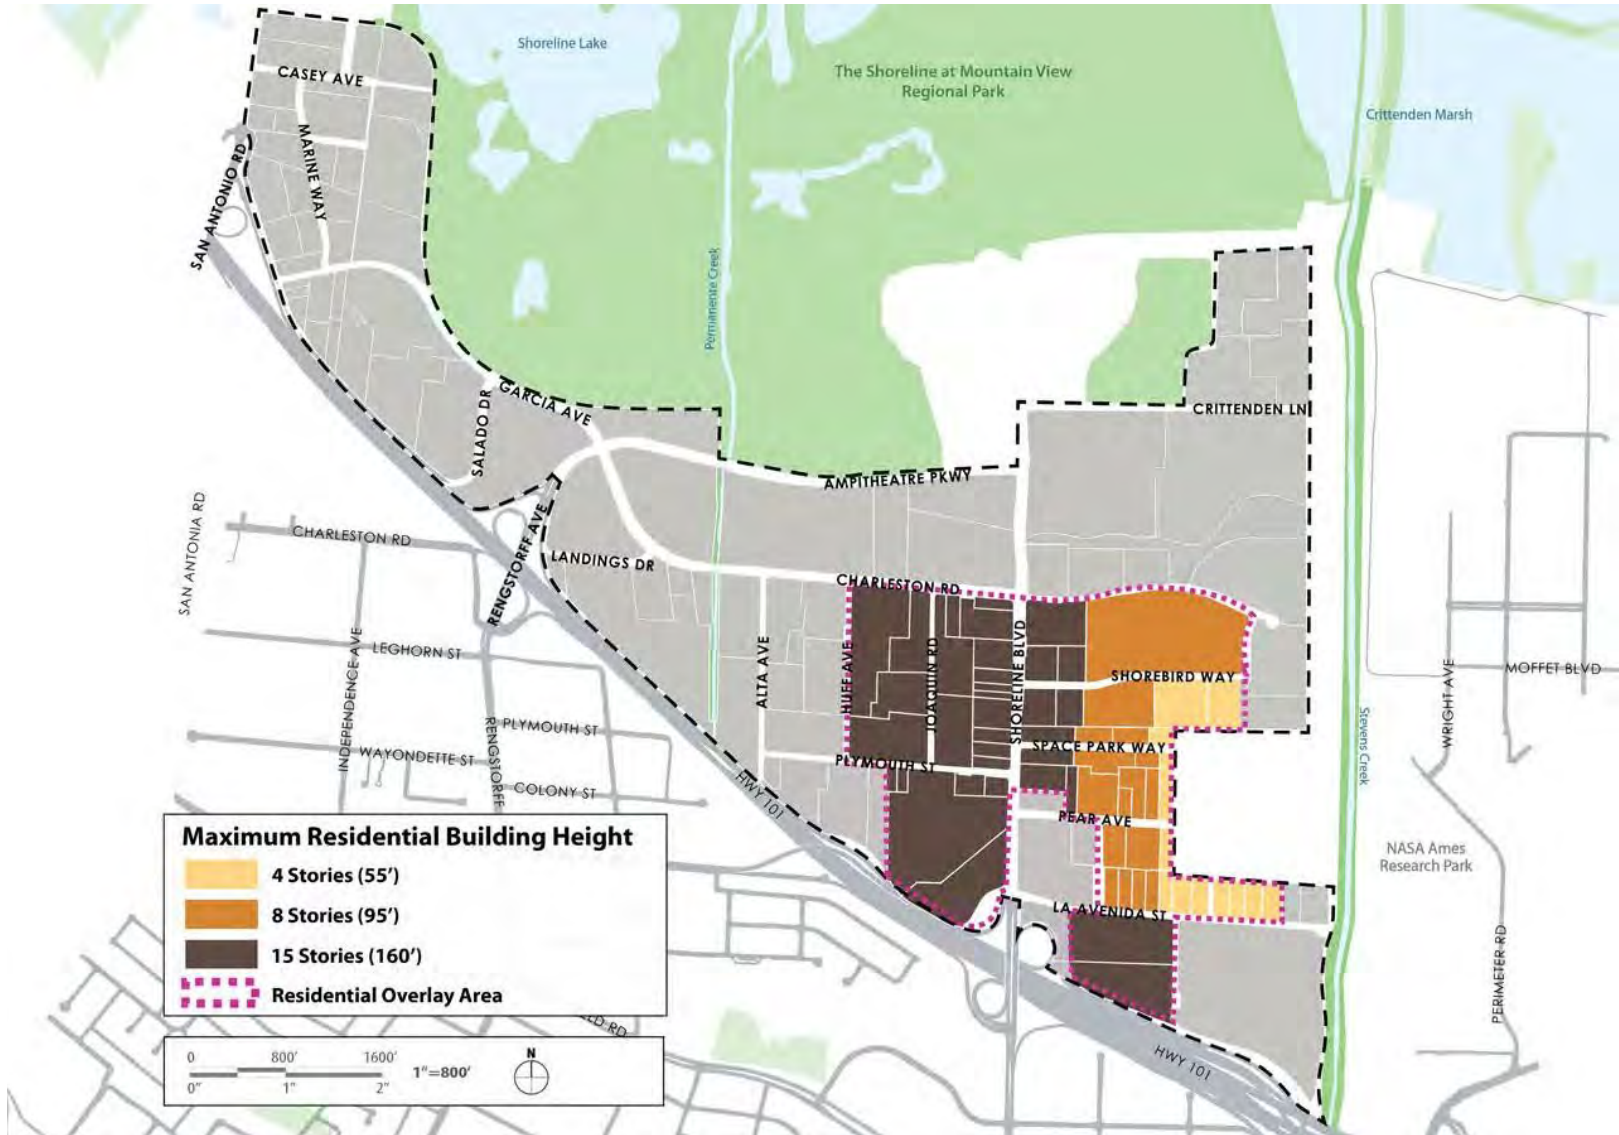 Shoreline Lake
The Shoreline at Mountain View
Regional Park
Crittenden Marsh
CASEY AVE
MARINE WAY
SAN ANTONIO RD
Permanente Creek
GARCIA AVE
SALADO DR
CRITTENDEN LN
AMPITHEATRE PKWY
SAN ANTONIA RD
CHARLESTON RD
RENGSTORFF AVE
LANDINGS DR
CHARLESTON RD
LEGHORN ST
INDEPENDENCE AVE
ALTA AVE
HUFF AVE
JOAQUIN RD
SHORELINE BLVD
SHOREBIRD WAY
MOFFET BLVD
WRIGHT AVE
Stevens Creek
PLYMOUTH ST
RENGSTORFF
WAYONDETTE ST
COLONY ST
SPACE PARK WAY
PLYMOUTH ST
HWY 101
PEAR AVE
NASA Ames
Research Park
LA AVENIDA ST
PERIMETER RD
HWY 101
Maximum Residential Building Height
4 Stories (55')
8 Stories (95')
15 Stories (160')
Residential Overlay Area
LD RD
0 800' 1600'
0" 1" 2"
1"=800'
N